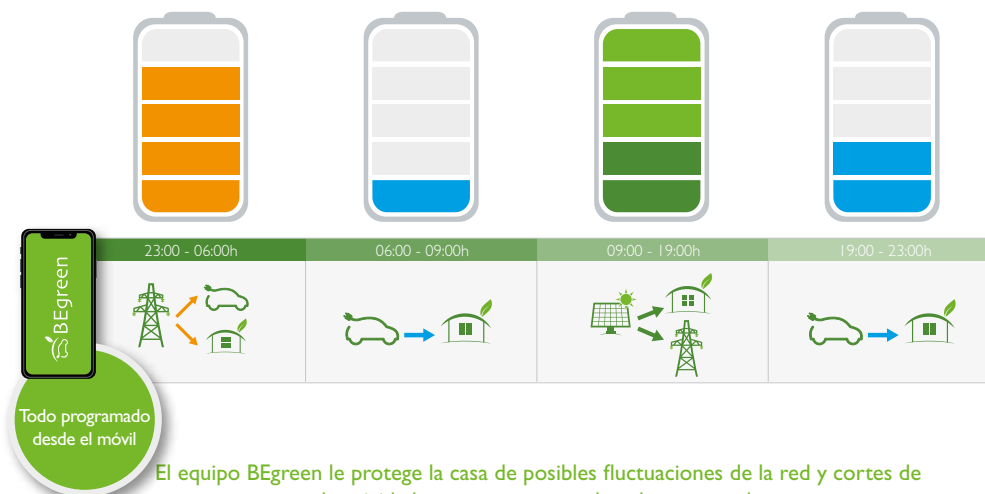 23:00 - 06:00h
06:00 - 09:00h
09:00 - 19:00h
19:00 - 23:00h
BEgreen
Todo programado
desde el móvil
El equipo BEgreen le protege la casa de posibles fluctuaciones de la red y cortes de